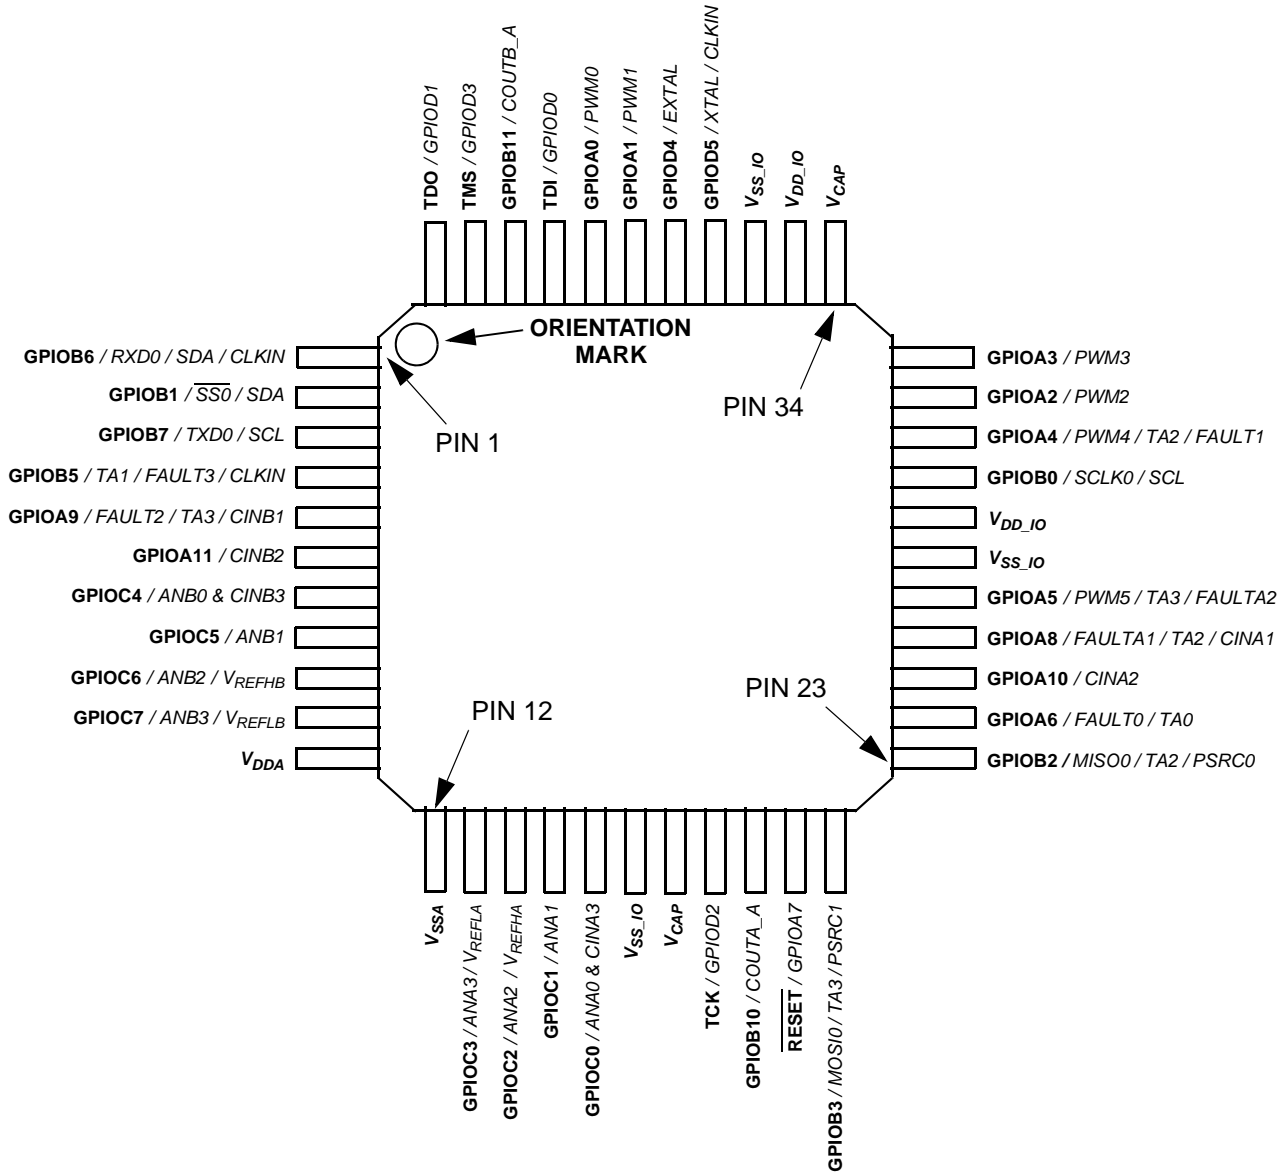 TDO / GPIOD1
TMS / GPIOD3
GPIOB11 / COUTB_A
TDI / GPIOD0
GPIOA0 / PWM0
GPIOA1 / PWM1
GPIOD4 / EXTAL
GPIOD5 / XTAL / CLKIN
VSS_IO
VDD_IO
VCAP
ORIENTATION
MARK
PIN 1
PIN 34
PIN 12
PIN 23
GPIOB6 / RXD0 / SDA / CLKIN
GPIOB1 / S̅S̅0̅ / SDA
GPIOB7 / TXD0 / SCL
GPIOB5 / TA1 / FAULT3 / CLKIN
GPIOA9 / FAULT2 / TA3 / CINB1
GPIOA11 / CINB2
GPIOC4 / ANB0 & CINB3
GPIOC5 / ANB1
GPIOC6 / ANB2 / VREFHB
GPIOC7 / ANB3 / VREFLB
VDDA
GPIOA3 / PWM3
GPIOA2 / PWM2
GPIOA4 / PWM4 / TA2 / FAULT1
GPIOB0 / SCLK0 / SCL
VDD_IO
VSS_IO
GPIOA5 / PWM5 / TA3 / FAULTA2
GPIOA8 / FAULTA1 / TA2 / CINA1
GPIOA10 / CINA2
GPIOA6 / FAULT0 / TA0
GPIOB2 / MISO0 / TA2 / PSRC0
VSSA
GPIOC3 / ANA3 / VREFLA
GPIOC2 / ANA2 / VREFHA
GPIOC1 / ANA1
GPIOC0 / ANA0 & CINA3
VSS_IO
VCAP
TCK / GPIOD2
GPIOB10 / COUTA_A
R̅E̅S̅E̅T̅ / GPIOA7
GPIOB3 / MOSI0 / TA3 / PSRC1